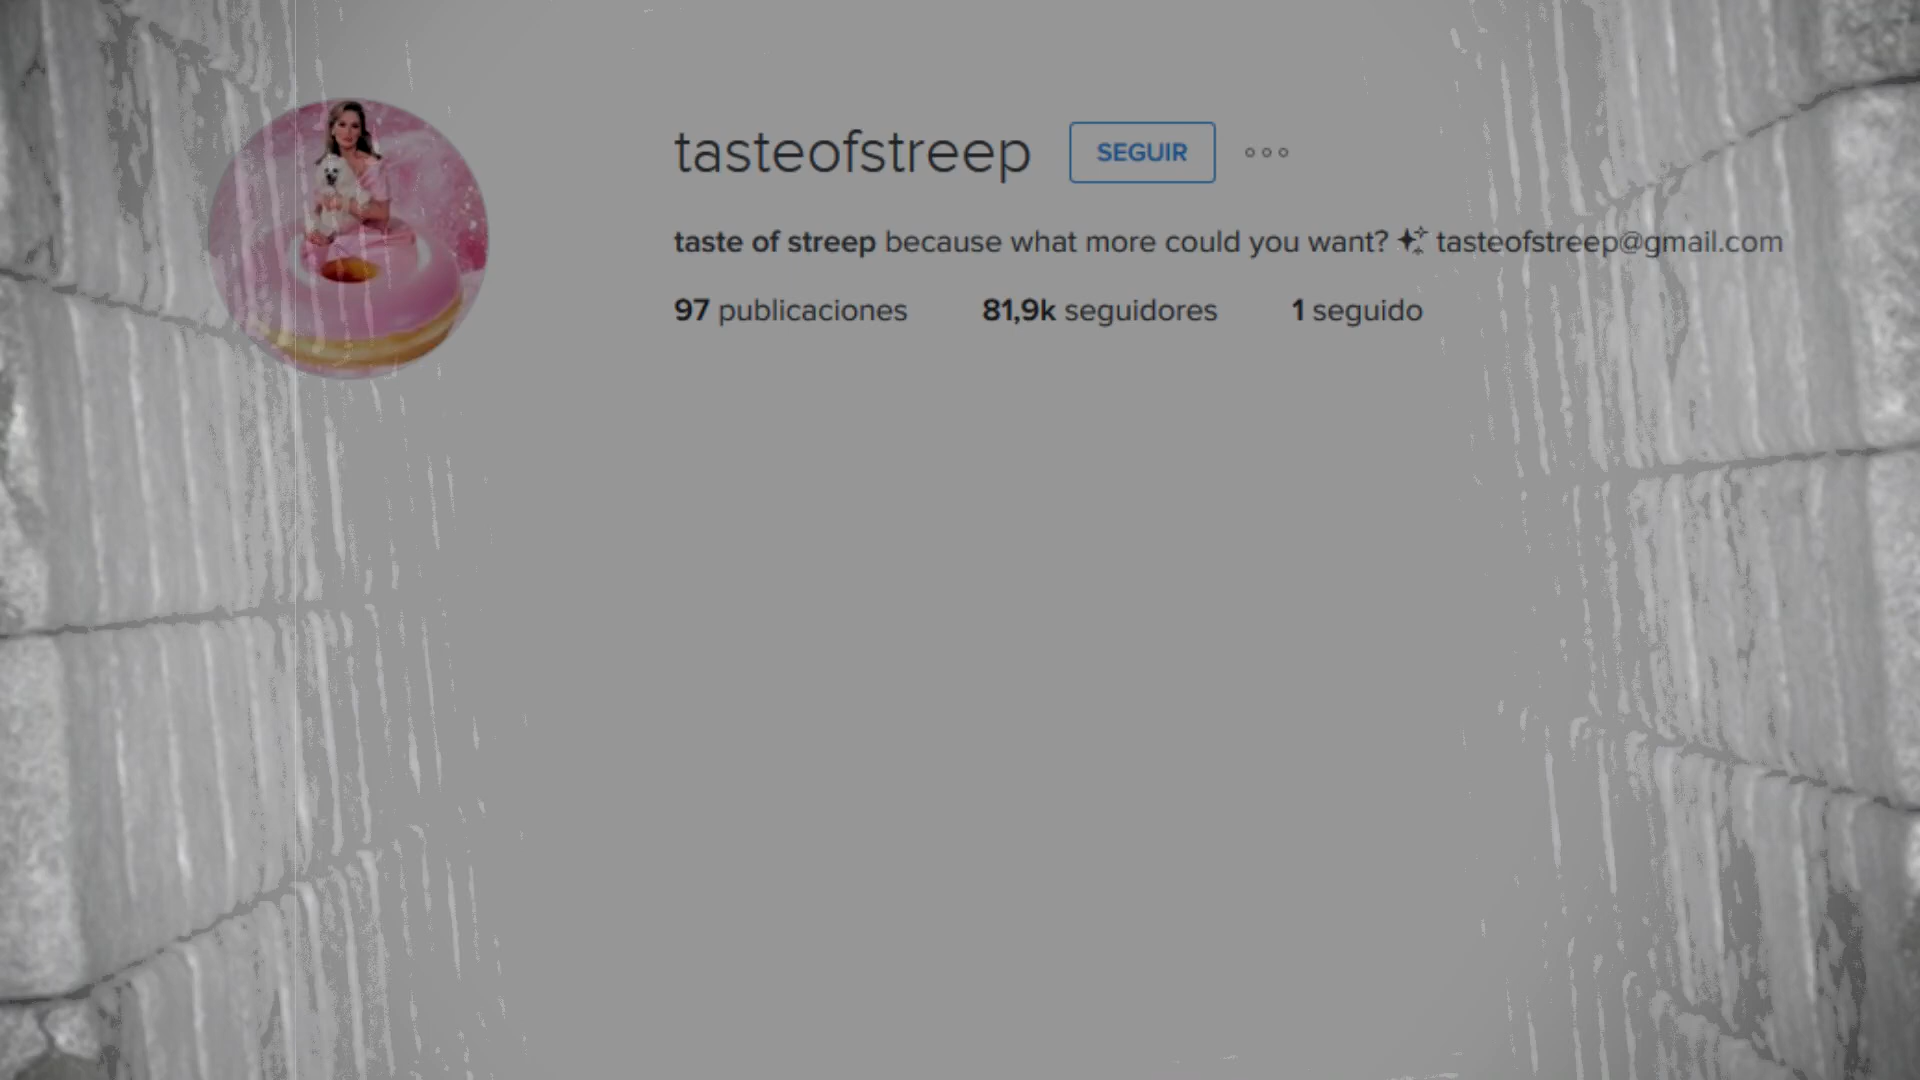 tasteofstreep SEGUIR
taste of streep because what more could you want? tasteofstreep@gmail.com
97 publicaciones 81,9k seguidores 1 seguido